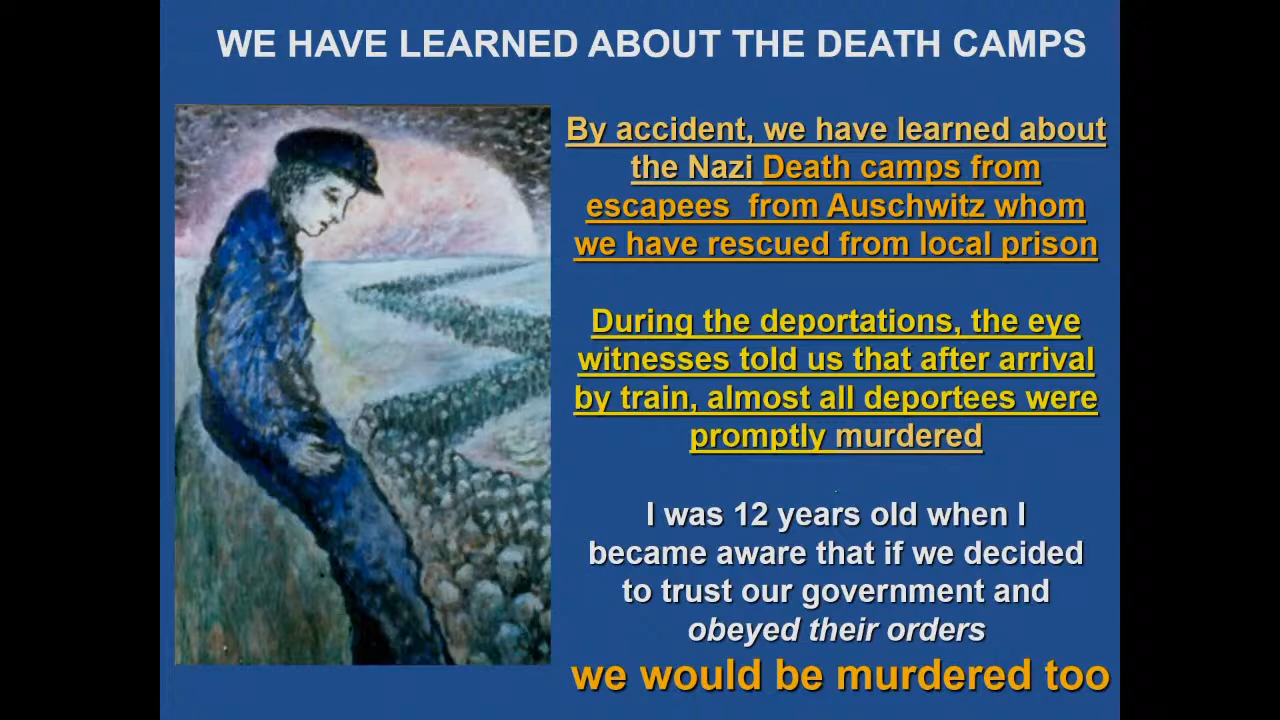 WE HAVE LEARNED ABOUT THE DEATH CAMPS
By accident, we have learned about
the Nazi Death camps from
escapees from Auschwitz whom
we have rescued from local prison
During the deportations, the eye
witnesses told us that after arrival
by train, almost all deportees were
promptly murdered
I was 12 years old when I
became aware that if we decided
to trust our government and
obeyed their orders
we would be murdered too